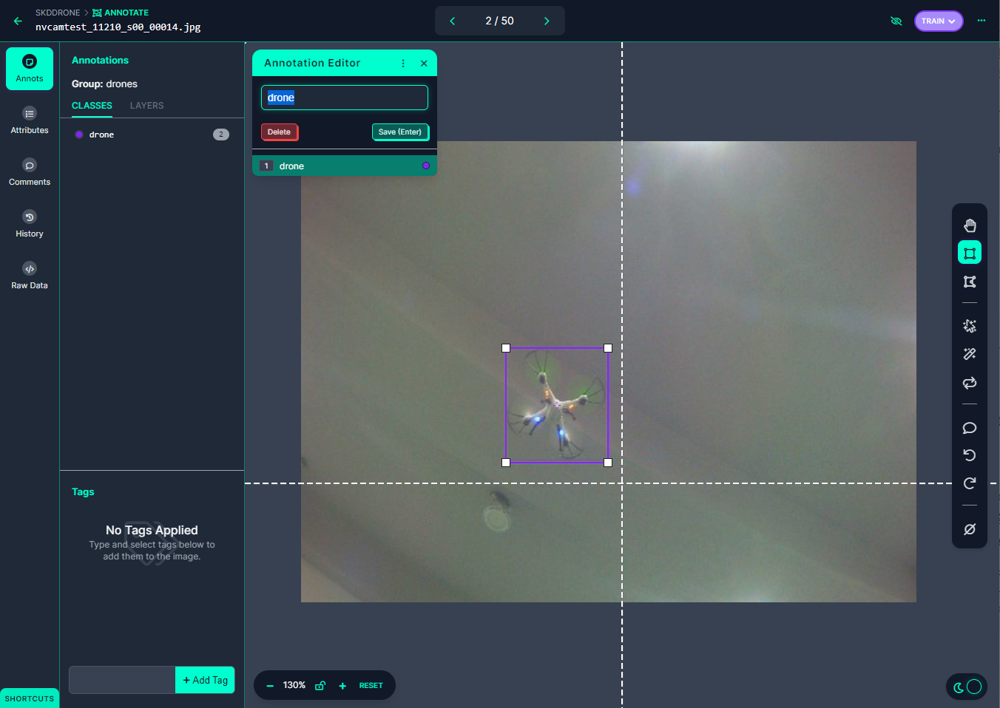 SKDDRONE > ANNOTATE
nvcamtest_11210_s00_00014.jpg
2 / 50
TRAIN
Annots
Attributes
Comments
History
Raw Data
SHORTCUTS
Annotations
Group: drones
CLASSES LAYERS
drone 2
Tags
No Tags Applied
Type and select tags below to
add them to the image.
+ Add Tag
Annotation Editor
drone
Delete Save (Enter)
1 drone
− 130% + RESET